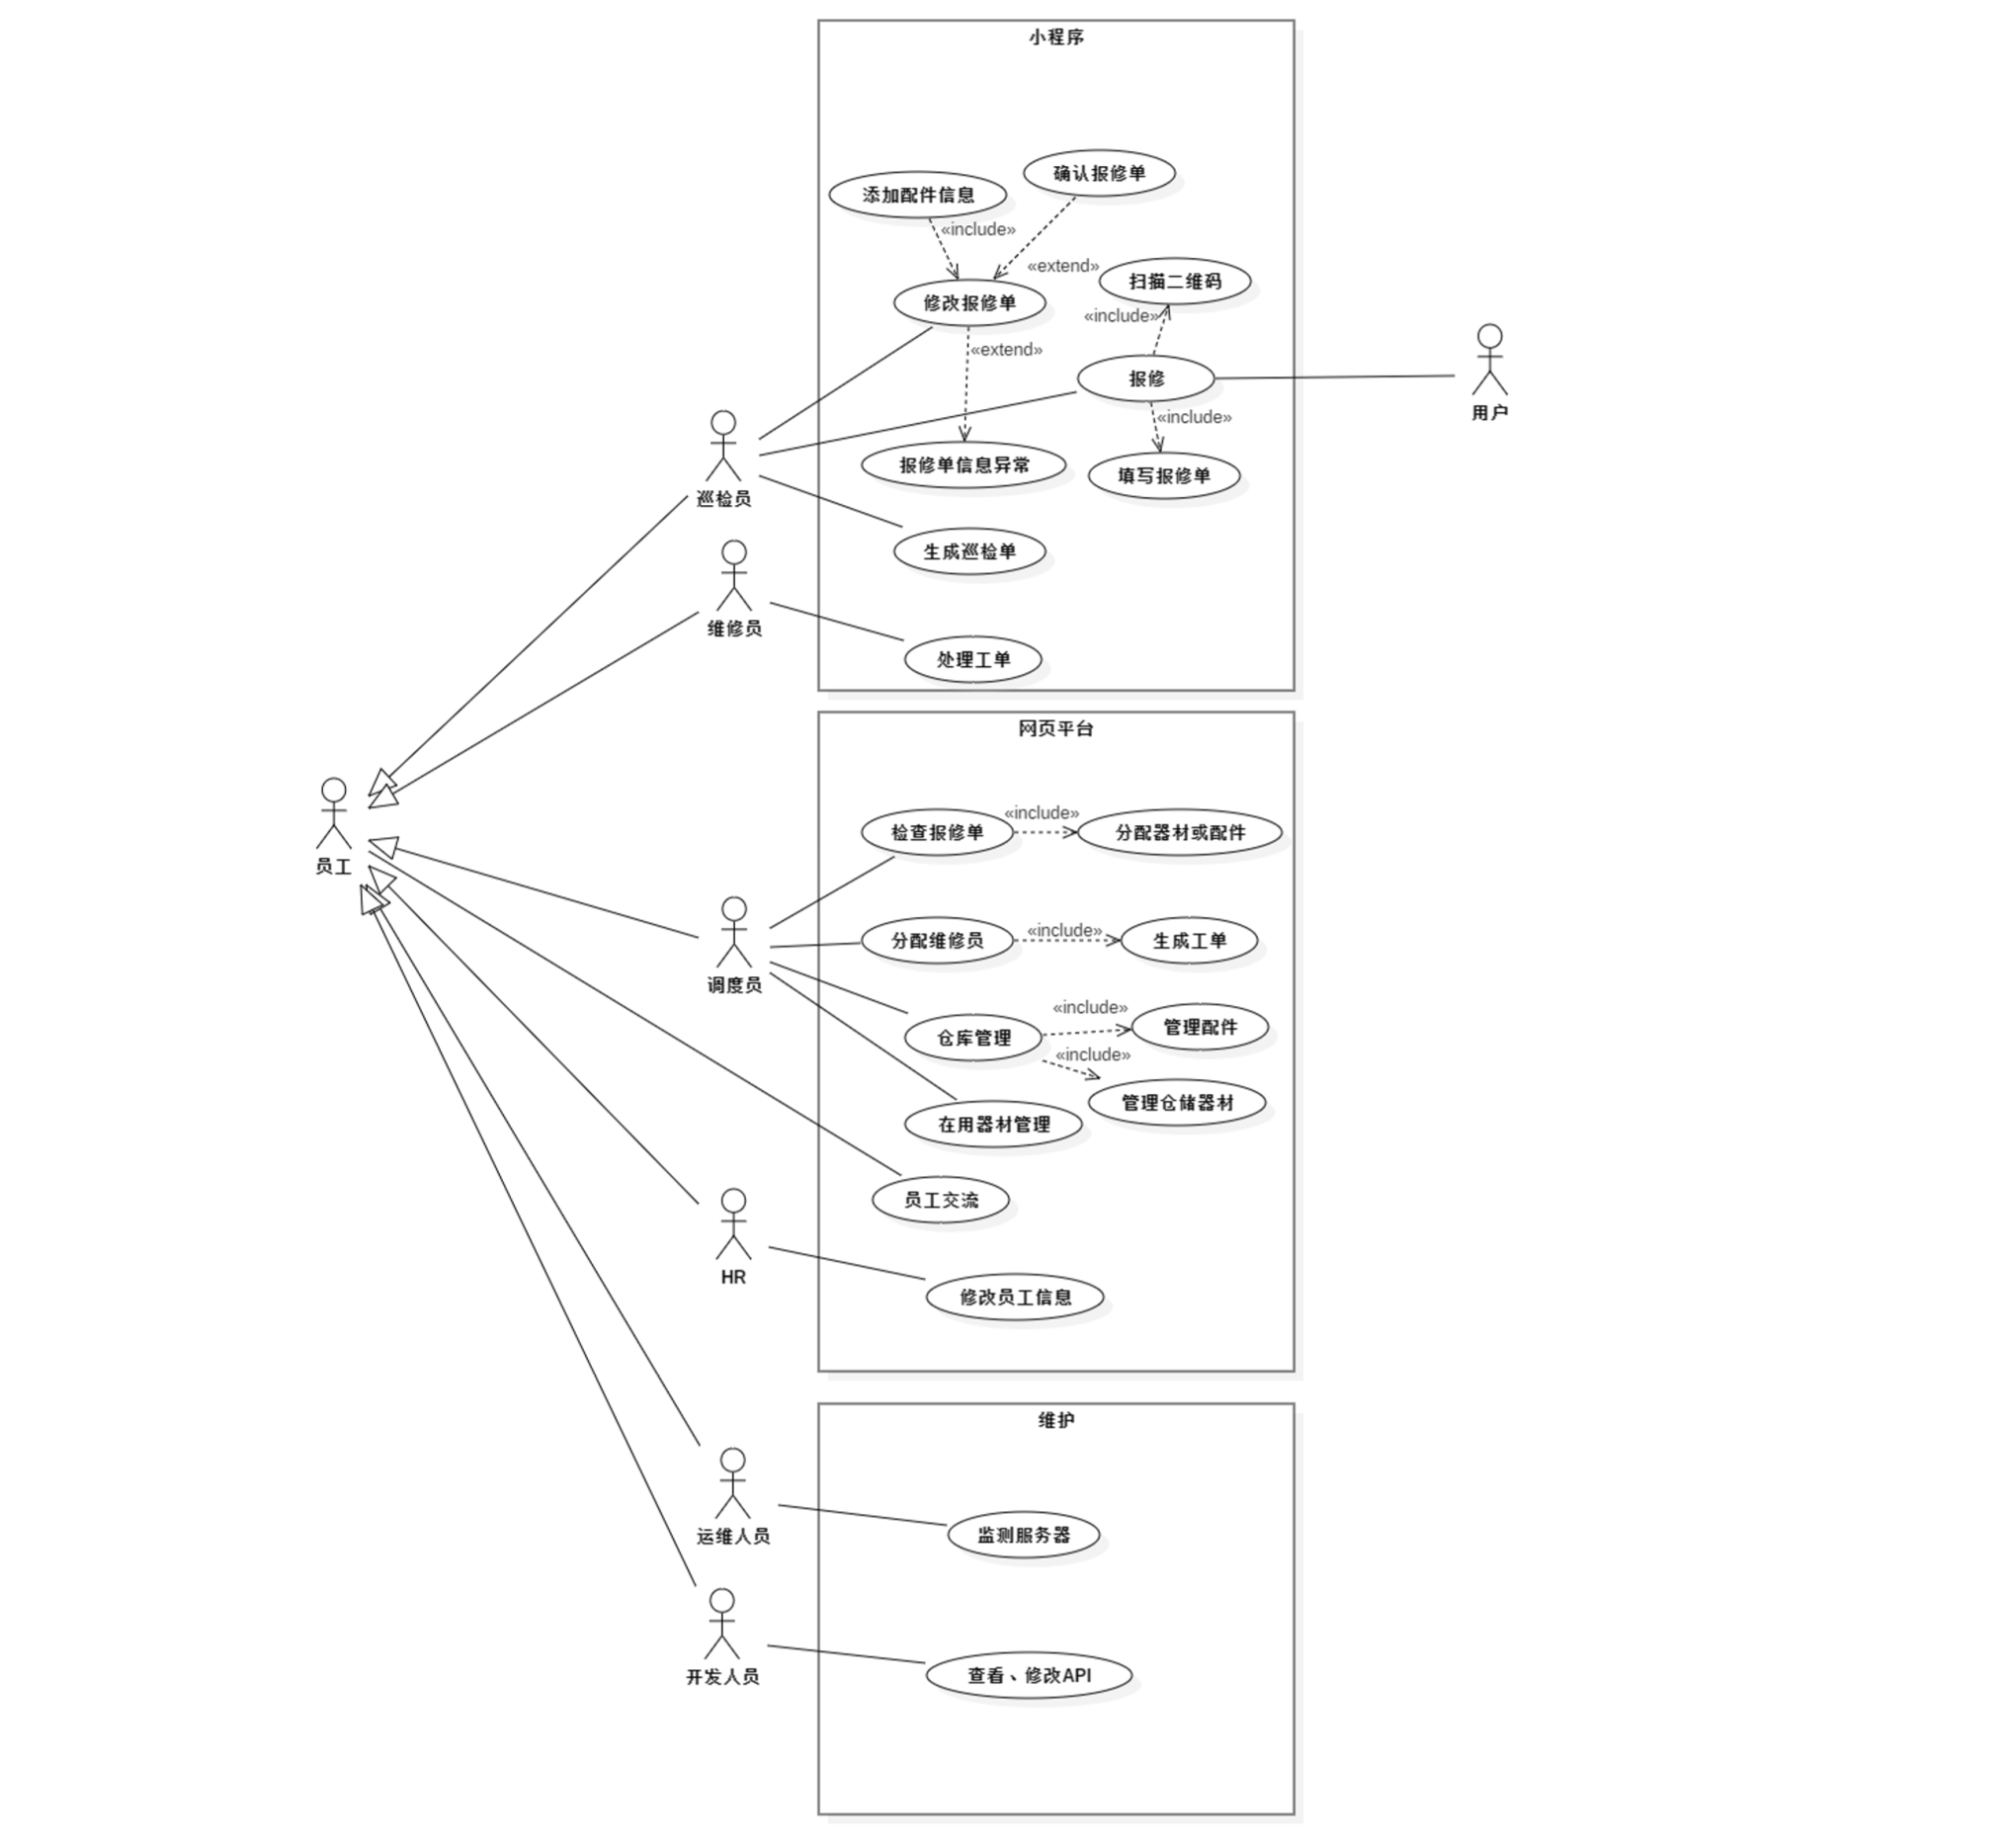 小程序
确认报修单
添加配件信息
«include»
«extend»
扫描二维码
修改报修单
«include»
«extend»
报修
用户
«include»
报修单信息异常
填写报修单
巡检员
生成巡检单
维修员
处理工单
网页平台
«include»
检查报修单
分配器材或配件
员工
«include»
分配维修员
生成工单
调度员
«include»
管理配件
仓库管理
«include»
管理仓储器材
在用器材管理
员工交流
HR
修改员工信息
维护
监测服务器
运维人员
查看、修改API
开发人员